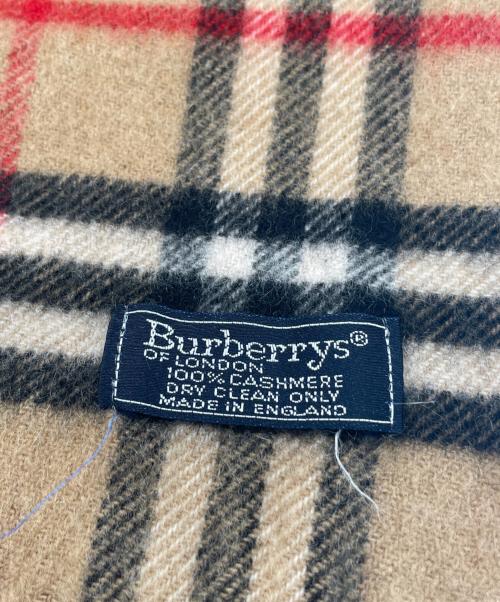 Burberrys®
OF LONDON
100% CASHMERE
DRY CLEAN ONLY
MADE IN ENGLAND